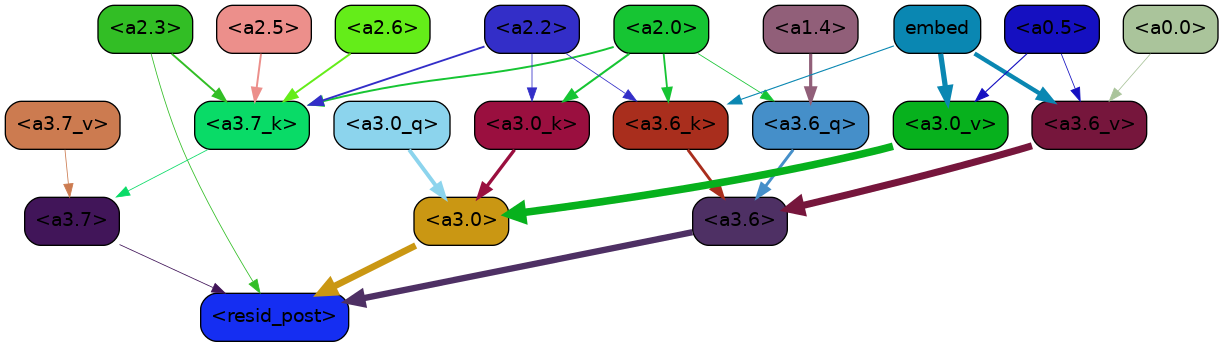 <a2.3> <a2.5> <a2.6> <a2.2> <a2.0> <a1.4> embed <a0.5> <a0.0>
<a3.7_v> <a3.7_k> <a3.0_q> <a3.0_k> <a3.6_k> <a3.6_q> <a3.0_v> <a3.6_v>
<a3.7> <a3.0> <a3.6>
<resid_post>